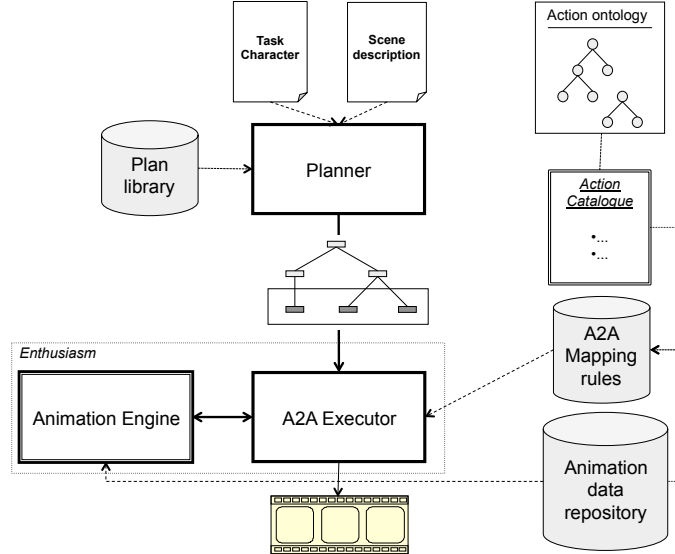 Task
Character
Scene
description
Action ontology
Plan
library
Planner
Action
Catalogue
•...
•...
Enthusiasm
A2A
Mapping
rules
Animation Engine
A2A Executor
Animation
data
repository